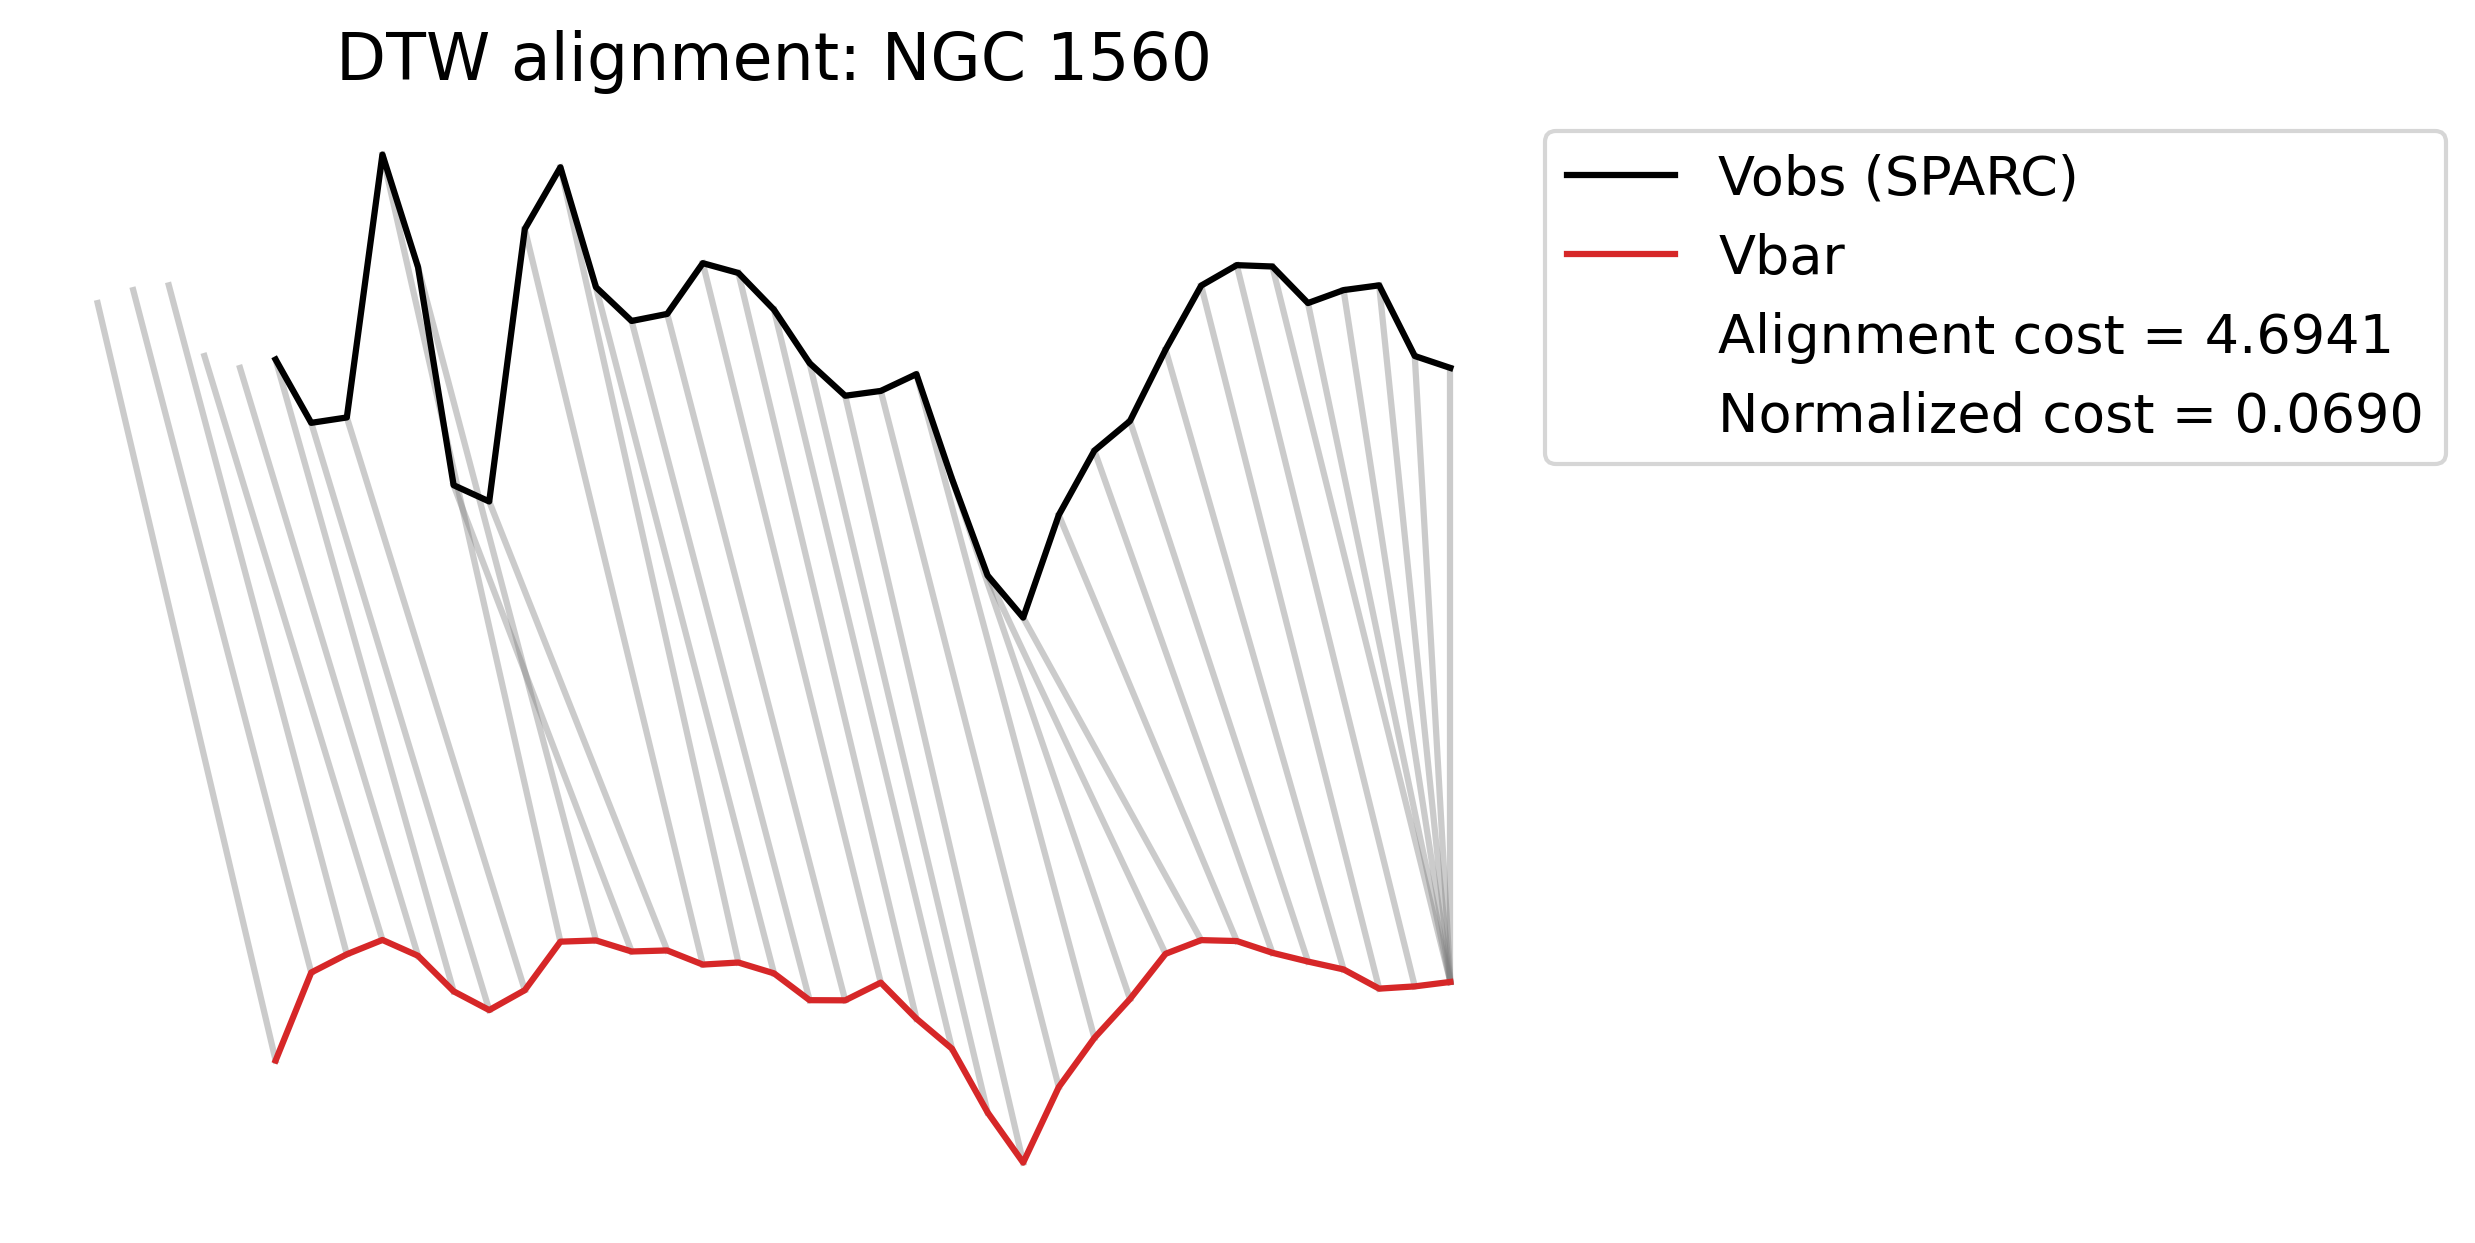 DTW alignment: NGC 1560
Vobs (SPARC)
Vbar
Alignment cost = 4.6941
Normalized cost = 0.0690